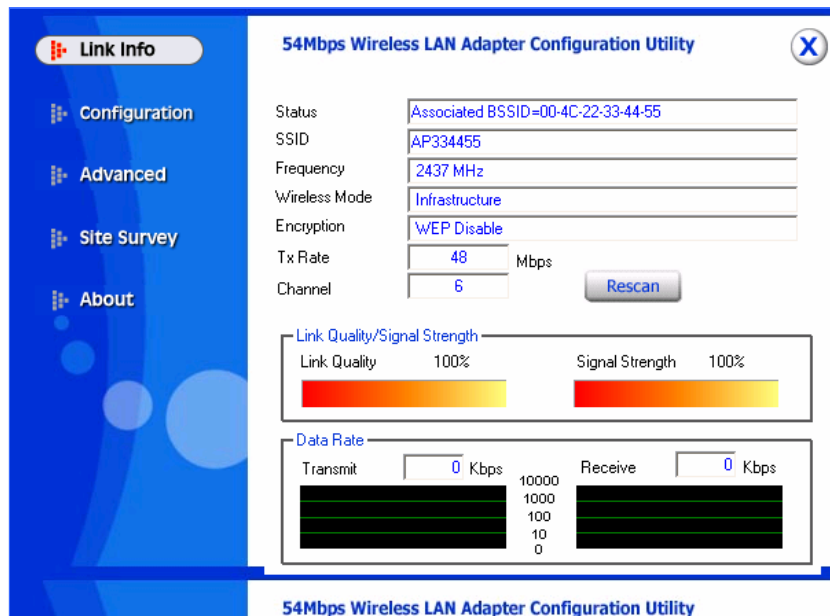 Link Info
Configuration
Advanced
Site Survey
About
54Mbps Wireless LAN Adapter Configuration Utility
X
Status Associated BSSID=00-4C-22-33-44-55
SSID AP334455
Frequency 2437 MHz
Wireless Mode Infrastructure
Encryption WEP Disable
Tx Rate 48 Mbps
Channel 6 Rescan
Link Quality/Signal Strength
Link Quality 100% Signal Strength 100%
Data Rate
Transmit 0 Kbps Receive 0 Kbps
10000
1000
100
10
0
54Mbps Wireless LAN Adapter Configuration Utility